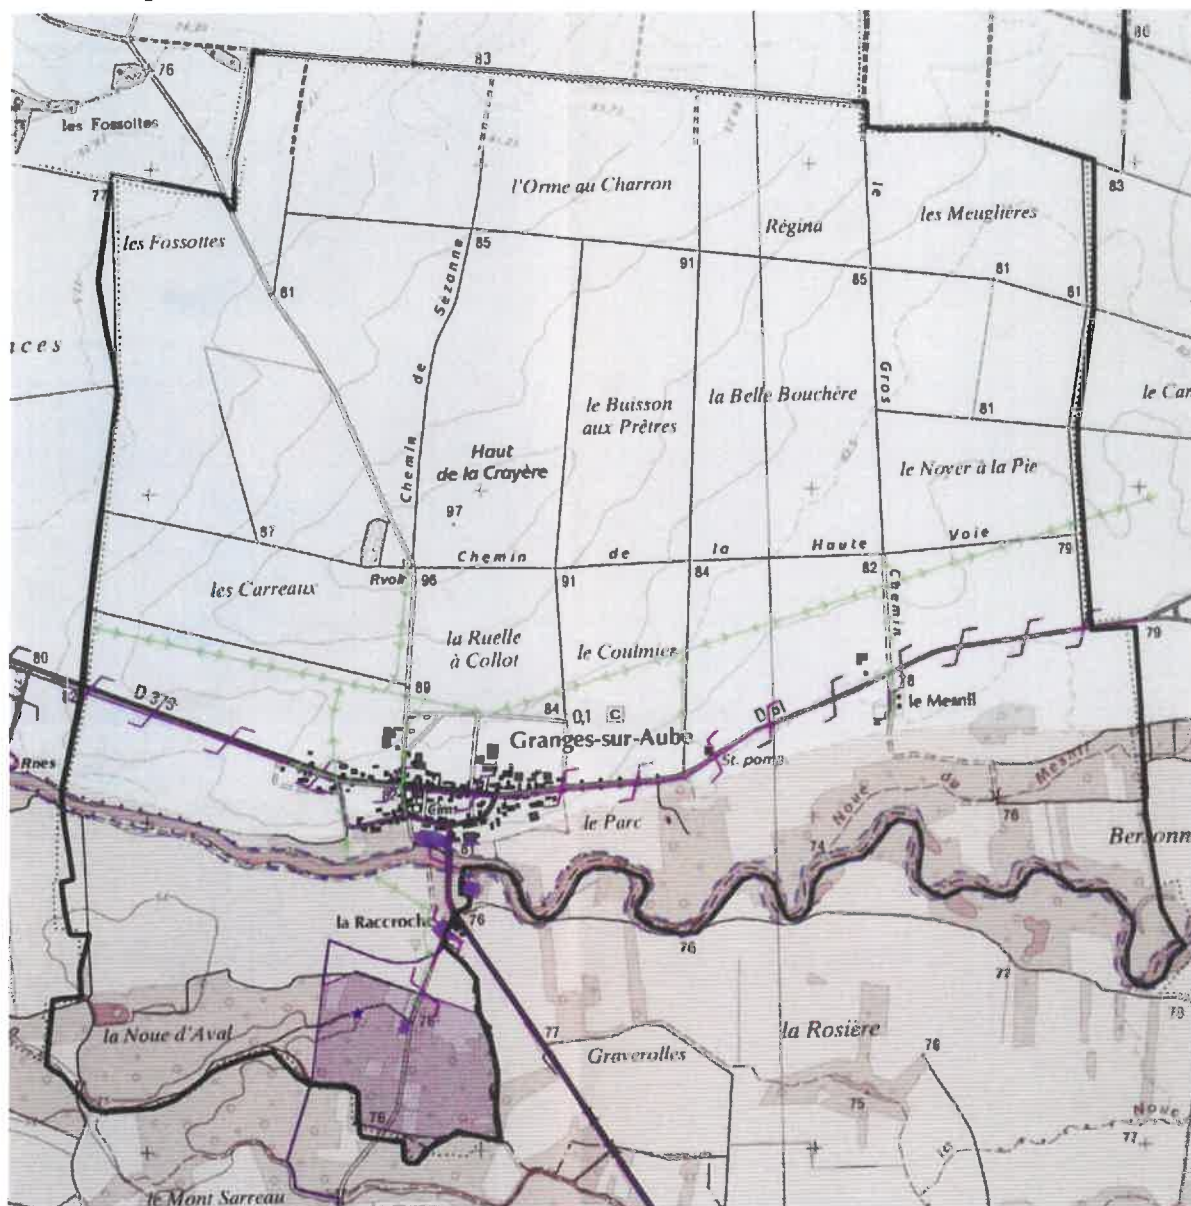 80
83
76
les Fossottes
77
l'Orme au Charron
le
83
les Meuglières
Régina
les Fossottes
85
91
85
81
81
81
Sézanne
de
Chemin
Gros
Chemin
le Buisson
aux Prêtres
la Belle Bouchère
le Car
81
Haut
de la Crayère
97
le Noyer à la Pie
Chemin de la Haute Voie
79
Rvoir
96
91
84
82
les Carreaux
la Ruelle
à Collot
le Coulmier
80
D 373
89
84
0,1
C
D 51
79
le Mesnil
Granges-sur-Aube
St. pomp.
Rnes
le Parc
Noue du Mesnil
76
74
la Raccroche
76
76
77
la Noue d'Aval
76
77
Graverolles
la Rosière
76
76
75
Noue
77
le Mont Sarreau